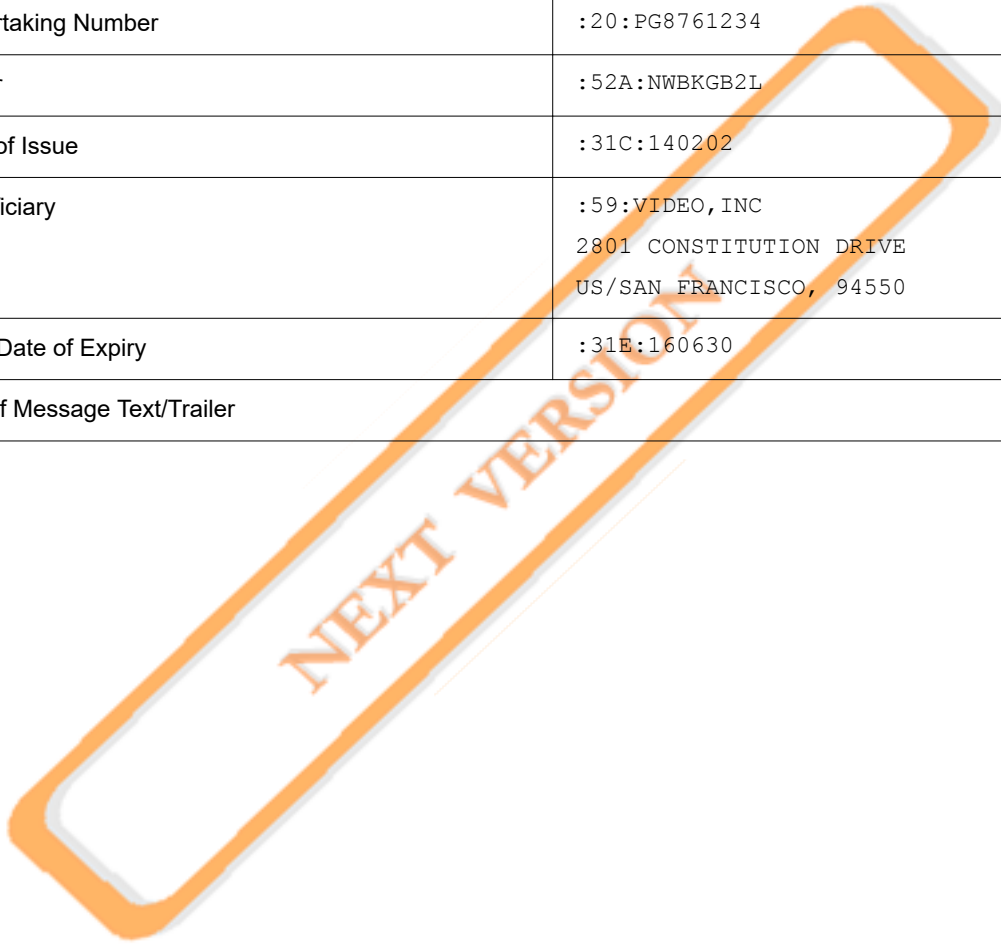 rtaking Number :20:PG8761234
:52A:NWBKGB2L
of Issue :31C:140202
iciary :59:VIDEO,INC
2801 CONSTITUTION DRIVE
US/SAN FRANCISCO, 94550
Date of Expiry :31E:160630
f Message Text/Trailer
NEXT VERSION